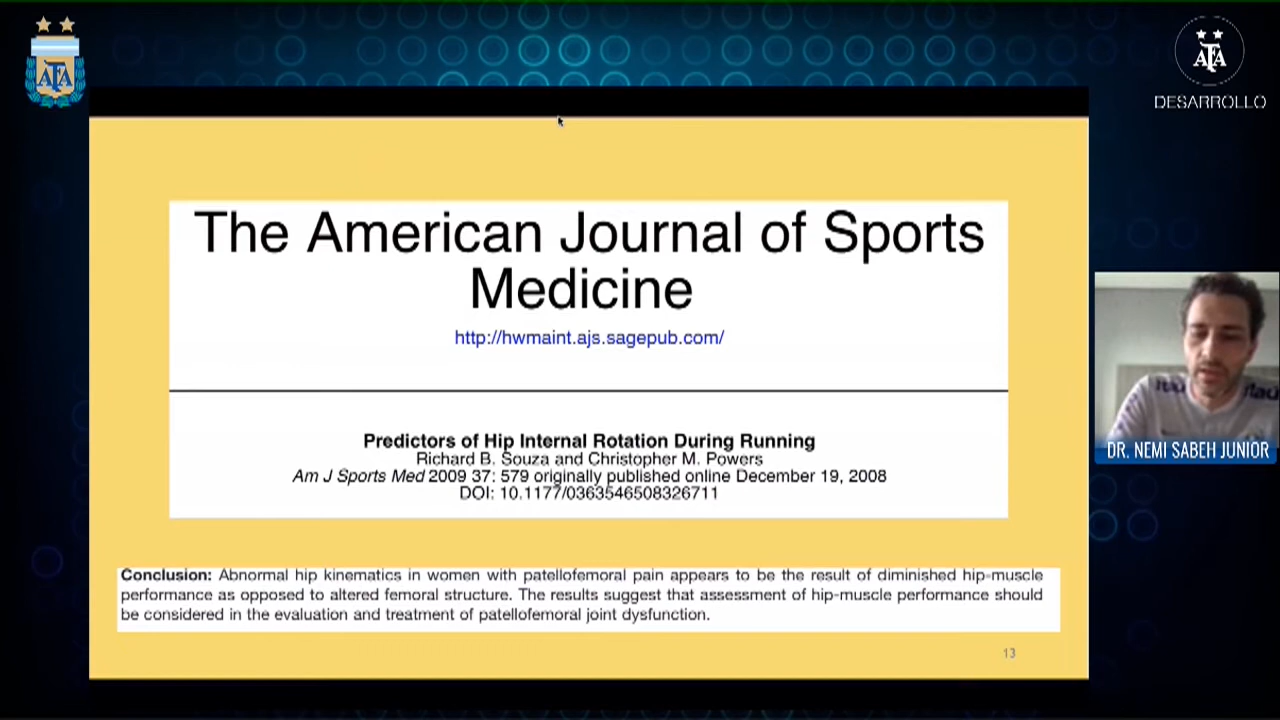 AFA
AFA
DESARROLLO
The American Journal of Sports
Medicine
http://hwmaint.ajs.sagepub.com/
Predictors of Hip Internal Rotation During Running
Richard B. Souza and Christopher M. Powers
Am J Sports Med 2009 37: 579 originally published online December 19, 2008
DOI: 10.1177/0363546508326711
itaú
itaú
DR. NEMI SABEH JUNIOR
Conclusion: Abnormal hip kinematics in women with patellofemoral pain appears to be the result of diminished hip-muscle
performance as opposed to altered femoral structure. The results suggest that assessment of hip-muscle performance should
be considered in the evaluation and treatment of patellofemoral joint dysfunction.
13